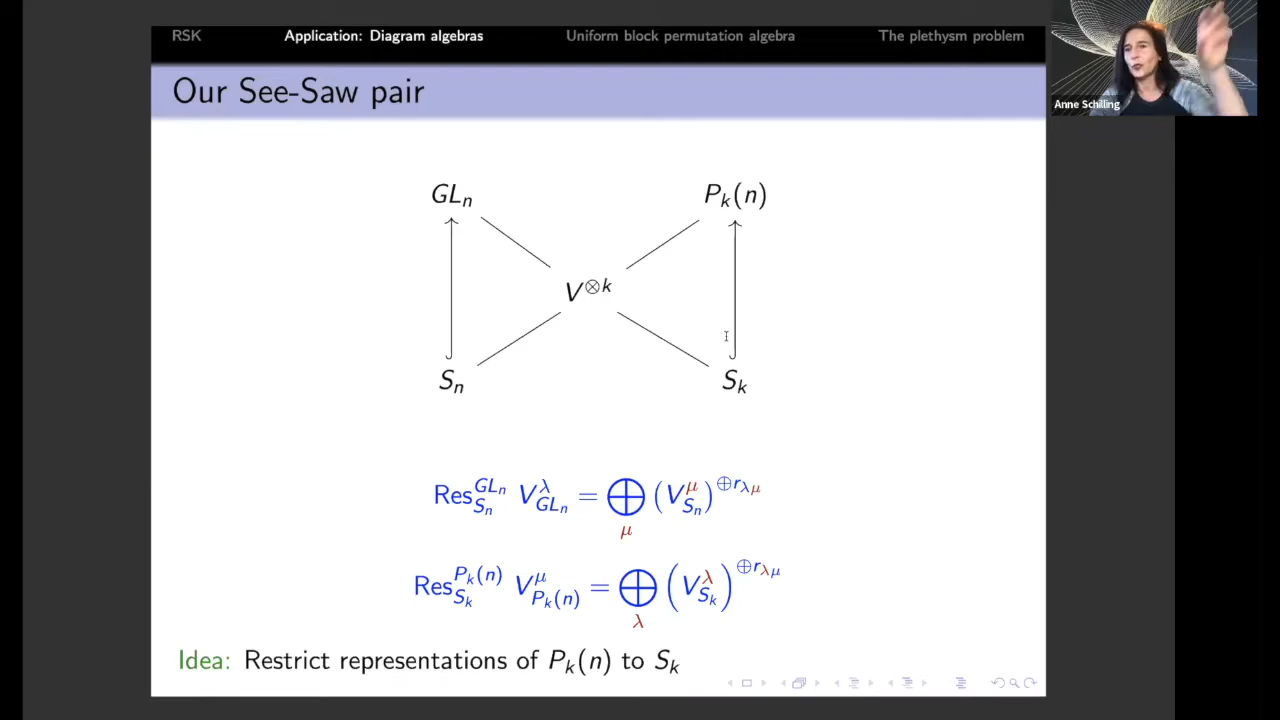 RSK Application: Diagram algebras Uniform block permutation algebra The plethysm problem
Anne Schilling
Our See-Saw pair
GLₙ Pₖ(n)
V^{⊗k}
Sₙ Sₖ
Res^{GLₙ}_{Sₙ} V^λ_{GLₙ} = ⊕_μ (V^μ_{Sₙ})^{⊕r_{λμ}}
Res^{Pₖ(n)}_{Sₖ} V^μ_{Pₖ(n)} = ⊕_λ (V^λ_{Sₖ})^{⊕r_{λμ}}
Idea: Restrict representations of Pₖ(n) to Sₖ